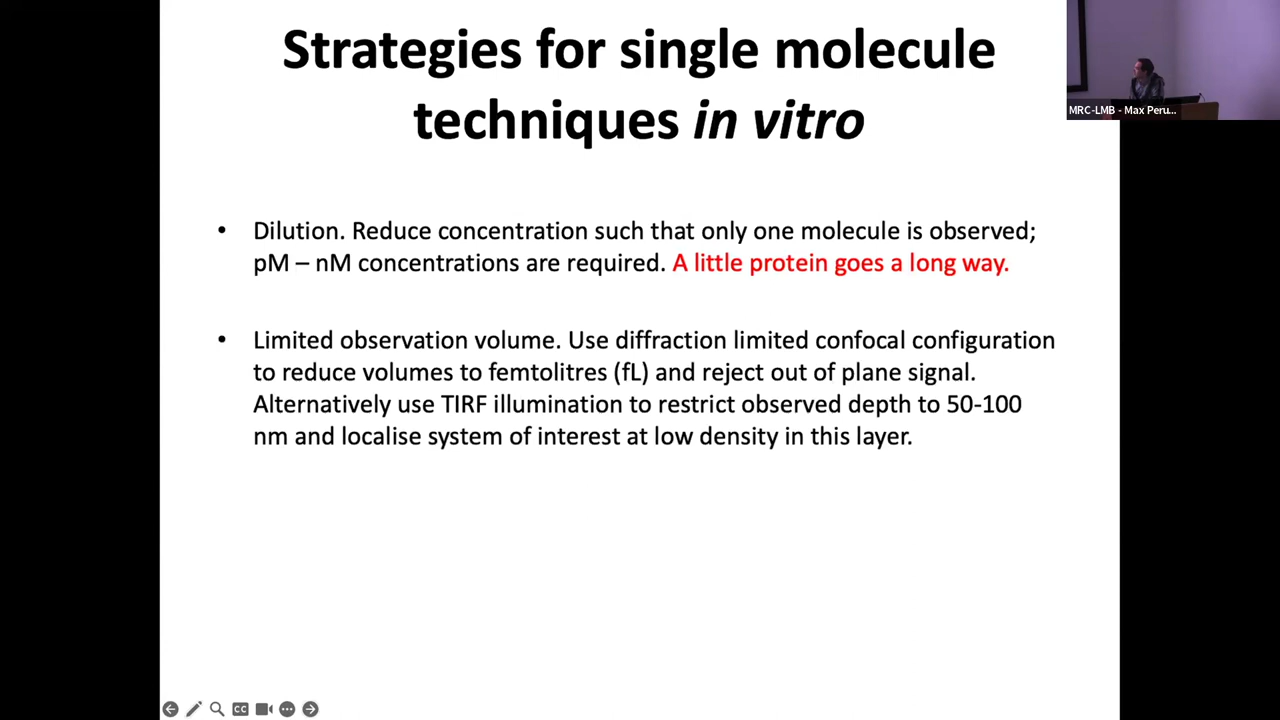 Strategies for single molecule
techniques in vitro
MRC-LMB - Max Peru...
• Dilution. Reduce concentration such that only one molecule is observed;
pM – nM concentrations are required. A little protein goes a long way.
• Limited observation volume. Use diffraction limited confocal configuration
to reduce volumes to femtolitres (fL) and reject out of plane signal.
Alternatively use TIRF illumination to restrict observed depth to 50-100
nm and localise system of interest at low density in this layer.
CC